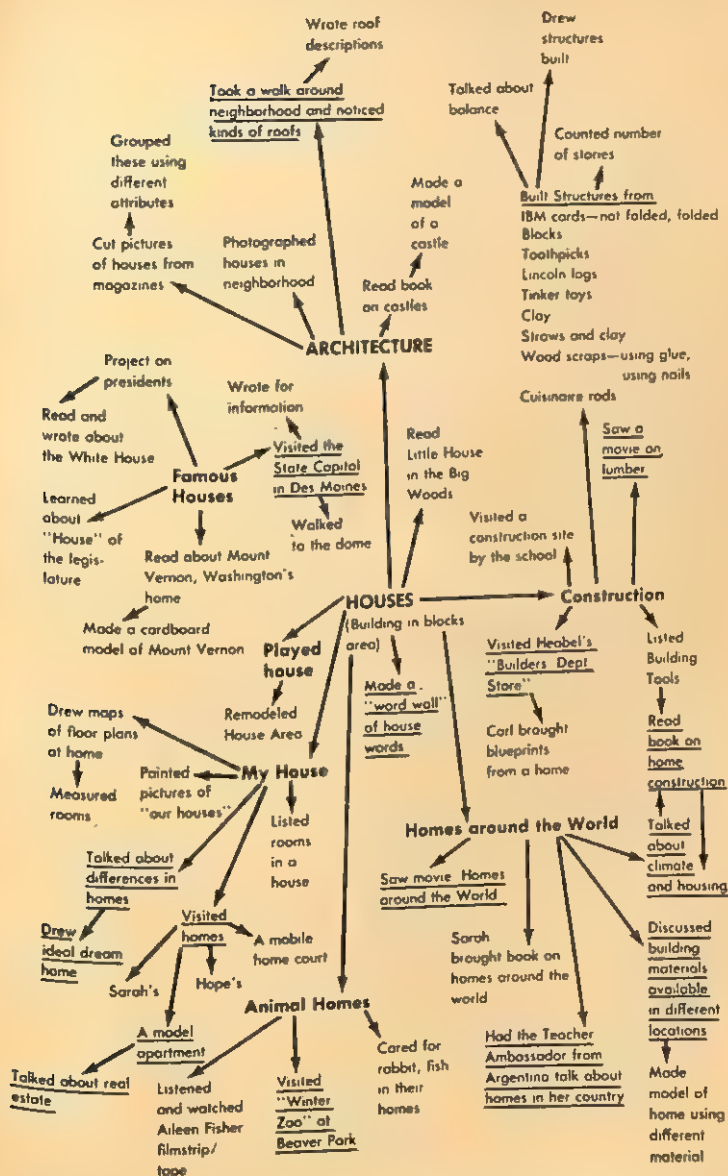 Wrote roof
descriptions
Drew
structures
built
Took a walk around
neighborhood and noticed
kinds of roofs
Talked about
balance
Counted number
of stories
Grouped
these using
different
attributes
Made a
model
of a
castle
Built Structures from
IBM cards—not folded, folded
Blocks
Toothpicks
Lincoln logs
Tinker toys
Clay
Straws and clay
Wood scraps—using glue,
using nails
Cuisinaire rods
Cut pictures
of houses from
magazines
Photographed
houses in
neighborhood
Read book
on castles
ARCHITECTURE
Project on
presidents
Wrote for
information
Read and
wrote about
the White House
Famous
Houses
Visited the
State Capitol
in Des Moines
Read
Little House
in the Big
Woods
Saw a
movie on
lumber
Learned
about
"House" of
the legis-
lature
Walked
to the dome
Read about Mount
Vernon, Washington's
home
Visited a
construction site
by the school
Made a cardboard
model of Mount Vernon
HOUSES
(Building in blocks
area)
Construction
Played
house
Remodeled
House Area
Made a
"word wall"
of house
words
Visited Heabel's
"Builders Dept
Store"
Listed
Building
Tools
Carl brought
blueprints
from a home
Read
book on
home
construction
Drew maps
of floor plans
at home
Measured
rooms
Painted
pictures of
"our houses"
My House
Listed
rooms
in a
house
Homes around the World
Talked
about
climate
and housing
Talked about
differences in
homes
Saw movie Homes
around the World
Drew
ideal dream
home
Visited
homes
A mobile
home court
Sarah's
Hope's
Sarah
brought book on
homes around the
world
Discussed
building
materials
available
in different
locations
Animal Homes
A model
apartment
Talked about real
estate
Listened
and watched
Aileen Fisher
filmstrip/
tape
Visited
"Winter
Zoo" at
Beaver Park
Cared for
rabbit, fish
in their
homes
Had the Teacher
Ambassador from
Argentina talk about
homes in her country
Made
model of
home using
different
material